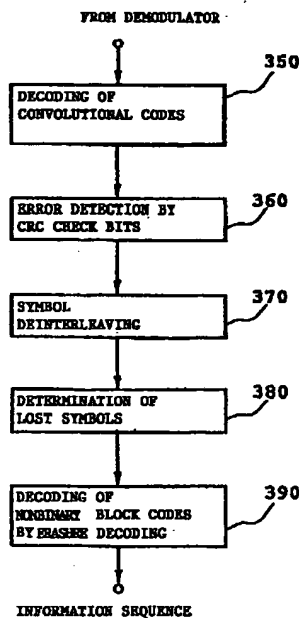 FROM DEMODULATOR
350
DECODING OF
CONVOLUTIONAL CODES
360
ERROR DETECTION BY
CRC CHECK BITS
370
SYMBOL
DEINTERLEAVING
380
DETERMINATION OF
LOST SYMBOLS
390
DECODING OF
NONBINARY BLOCK CODES
BY ERASURE DECODING
INFORMATION SEQUENCE